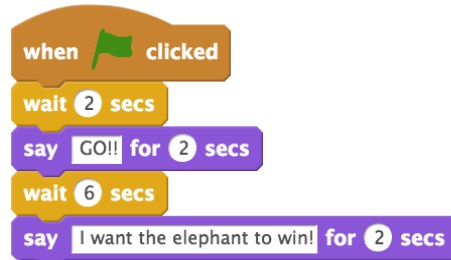 when clicked
wait 2 secs
say GO!! for 2 secs
wait 6 secs
say I want the elephant to win! for 2 secs